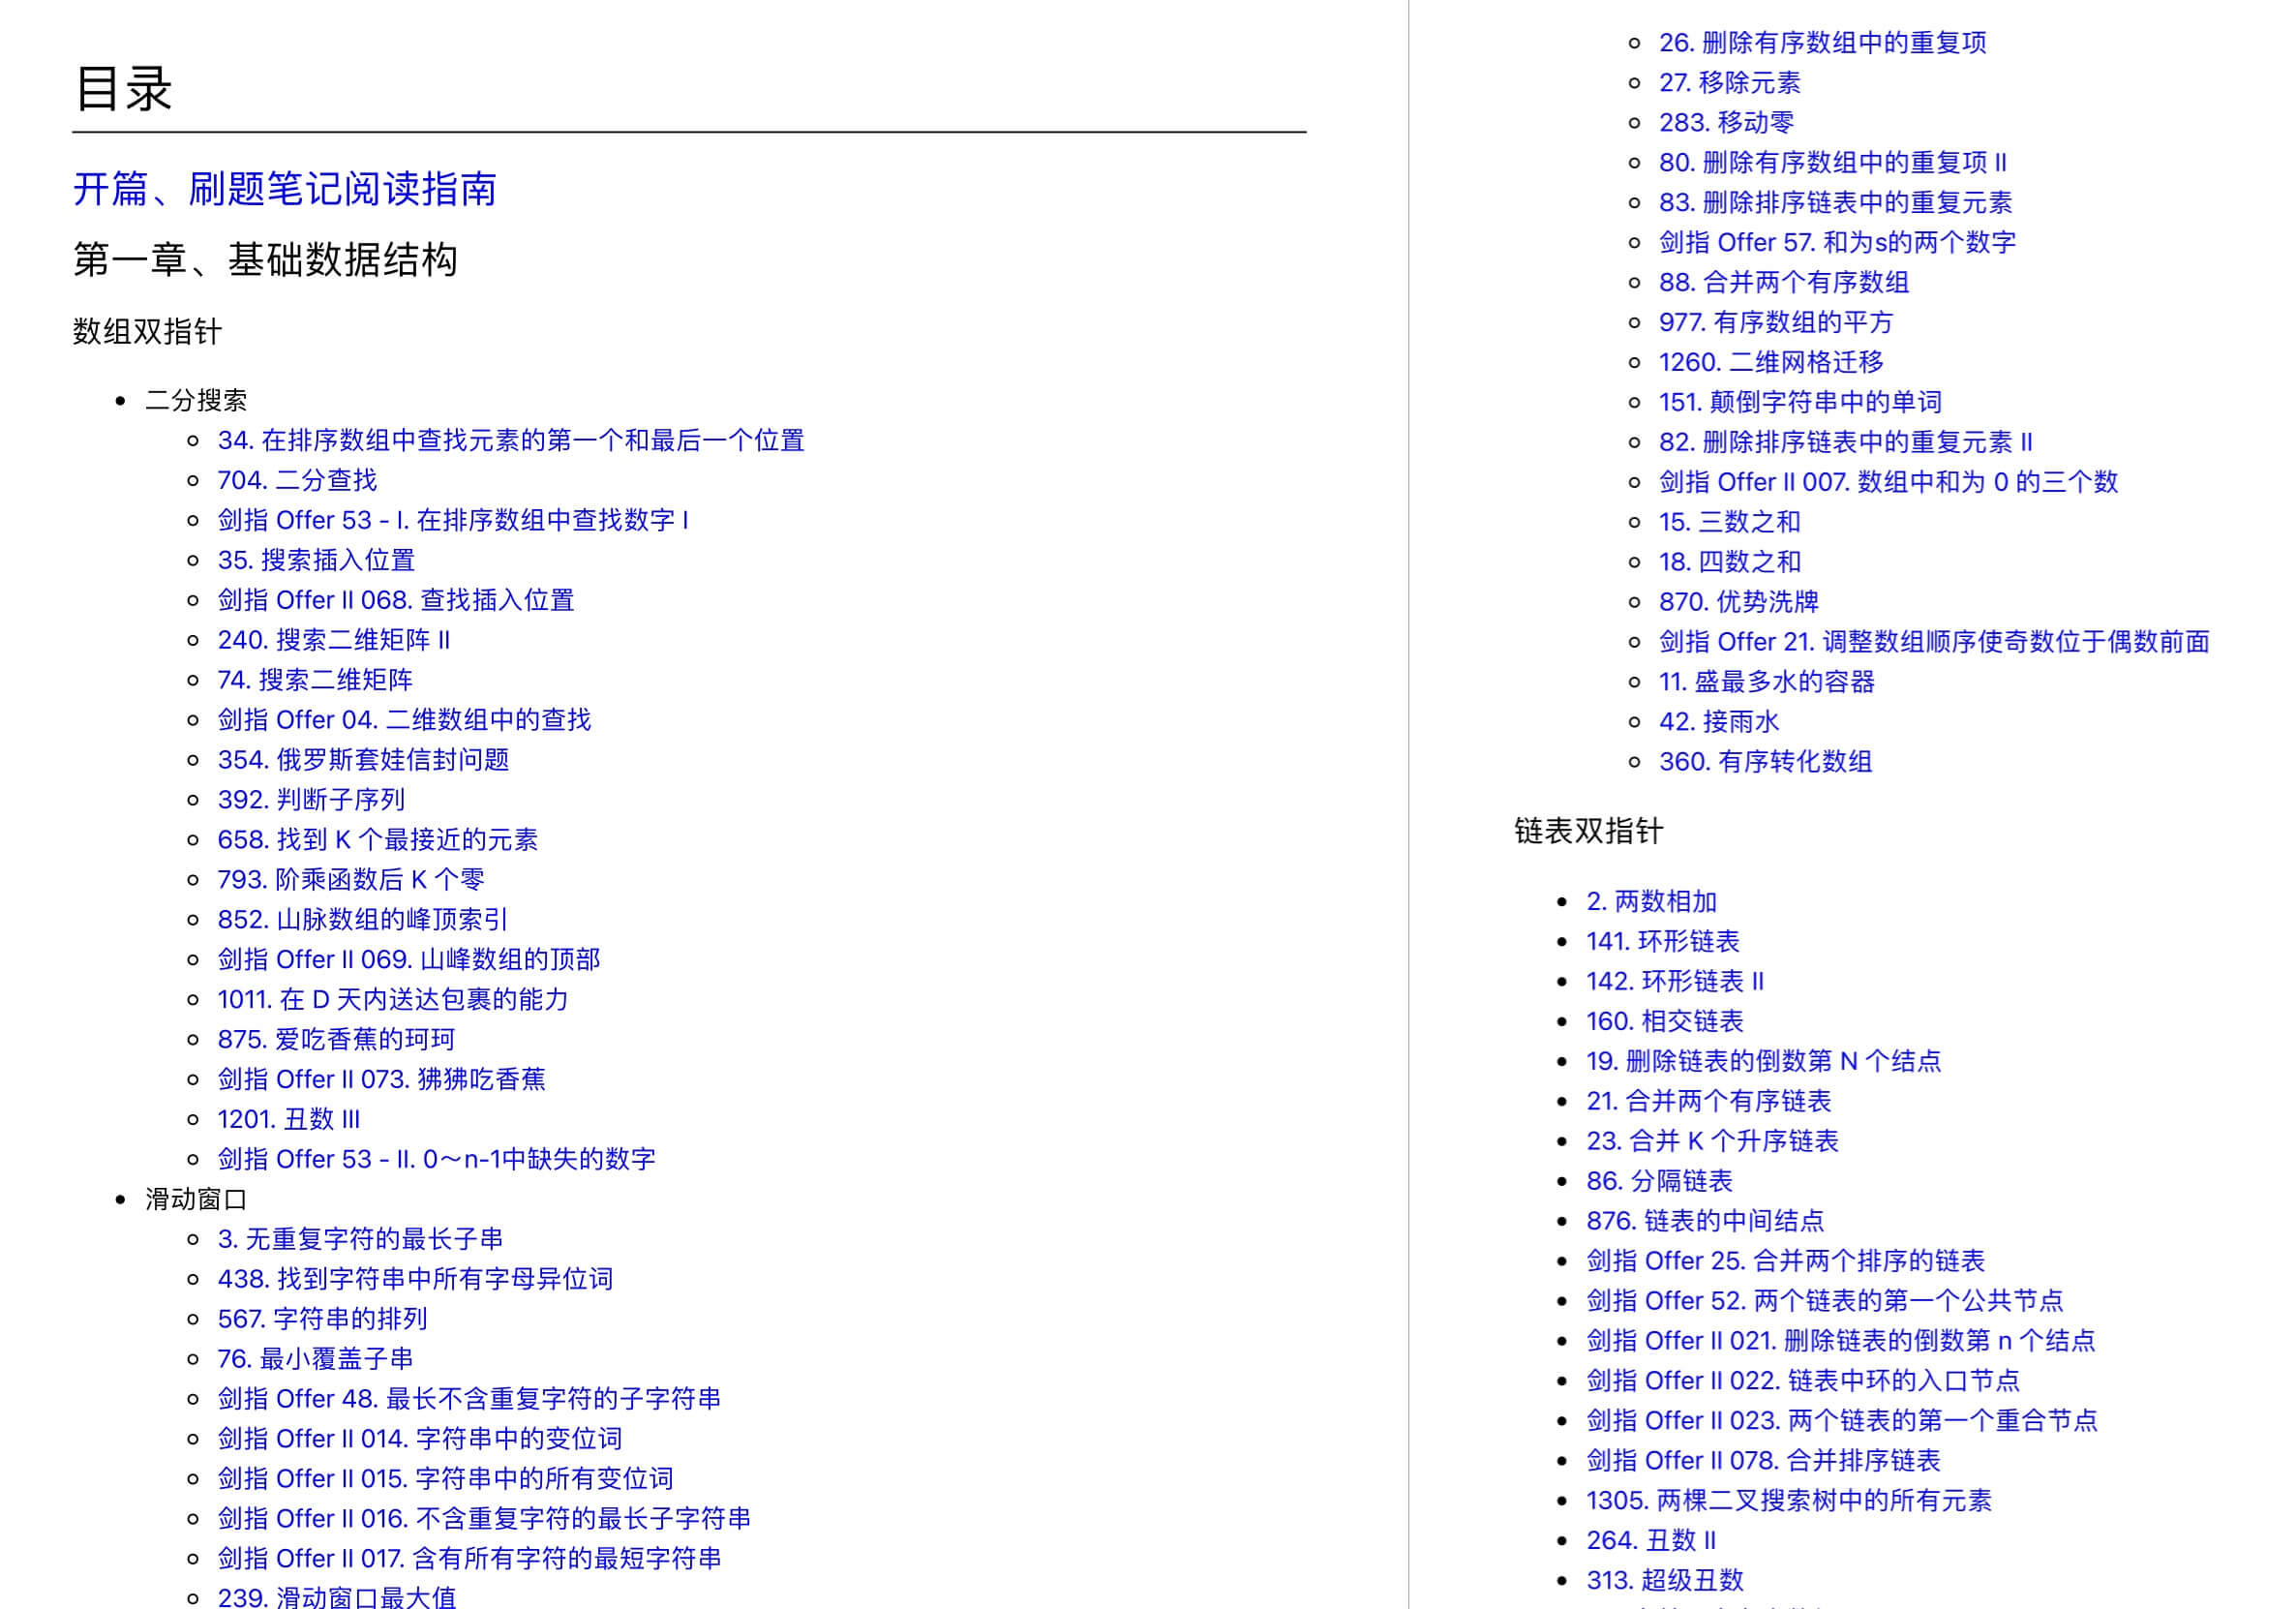 目录
开篇、刷题笔记阅读指南
第一章、基础数据结构
数组双指针
二分搜索
34. 在排序数组中查找元素的第一个和最后一个位置
704. 二分查找
剑指 Offer 53 - I. 在排序数组中查找数字 I
35. 搜索插入位置
剑指 Offer II 068. 查找插入位置
240. 搜索二维矩阵 II
74. 搜索二维矩阵
剑指 Offer 04. 二维数组中的查找
354. 俄罗斯套娃信封问题
392. 判断子序列
658. 找到 K 个最接近的元素
793. 阶乘函数后 K 个零
852. 山脉数组的峰顶索引
剑指 Offer II 069. 山峰数组的顶部
1011. 在 D 天内送达包裹的能力
875. 爱吃香蕉的珂珂
剑指 Offer II 073. 狒狒吃香蕉
1201. 丑数 III
剑指 Offer 53 - II. 0～n-1中缺失的数字
滑动窗口
3. 无重复字符的最长子串
438. 找到字符串中所有字母异位词
567. 字符串的排列
76. 最小覆盖子串
剑指 Offer 48. 最长不含重复字符的子字符串
剑指 Offer II 014. 字符串中的变位词
剑指 Offer II 015. 字符串中的所有变位词
剑指 Offer II 016. 不含重复字符的最长子字符串
剑指 Offer II 017. 含有所有字符的最短字符串
239. 滑动窗口最大值
26. 删除有序数组中的重复项
27. 移除元素
283. 移动零
80. 删除有序数组中的重复项 II
83. 删除排序链表中的重复元素
剑指 Offer 57. 和为s的两个数字
88. 合并两个有序数组
977. 有序数组的平方
1260. 二维网格迁移
151. 颠倒字符串中的单词
82. 删除排序链表中的重复元素 II
剑指 Offer II 007. 数组中和为 0 的三个数
15. 三数之和
18. 四数之和
870. 优势洗牌
剑指 Offer 21. 调整数组顺序使奇数位于偶数前面
11. 盛最多水的容器
42. 接雨水
360. 有序转化数组
链表双指针
2. 两数相加
141. 环形链表
142. 环形链表 II
160. 相交链表
19. 删除链表的倒数第 N 个结点
21. 合并两个有序链表
23. 合并 K 个升序链表
86. 分隔链表
876. 链表的中间结点
剑指 Offer 25. 合并两个排序的链表
剑指 Offer 52. 两个链表的第一个公共节点
剑指 Offer II 021. 删除链表的倒数第 n 个结点
剑指 Offer II 022. 链表中环的入口节点
剑指 Offer II 023. 两个链表的第一个重合节点
剑指 Offer II 078. 合并排序链表
1305. 两棵二叉搜索树中的所有元素
264. 丑数 II
313. 超级丑数